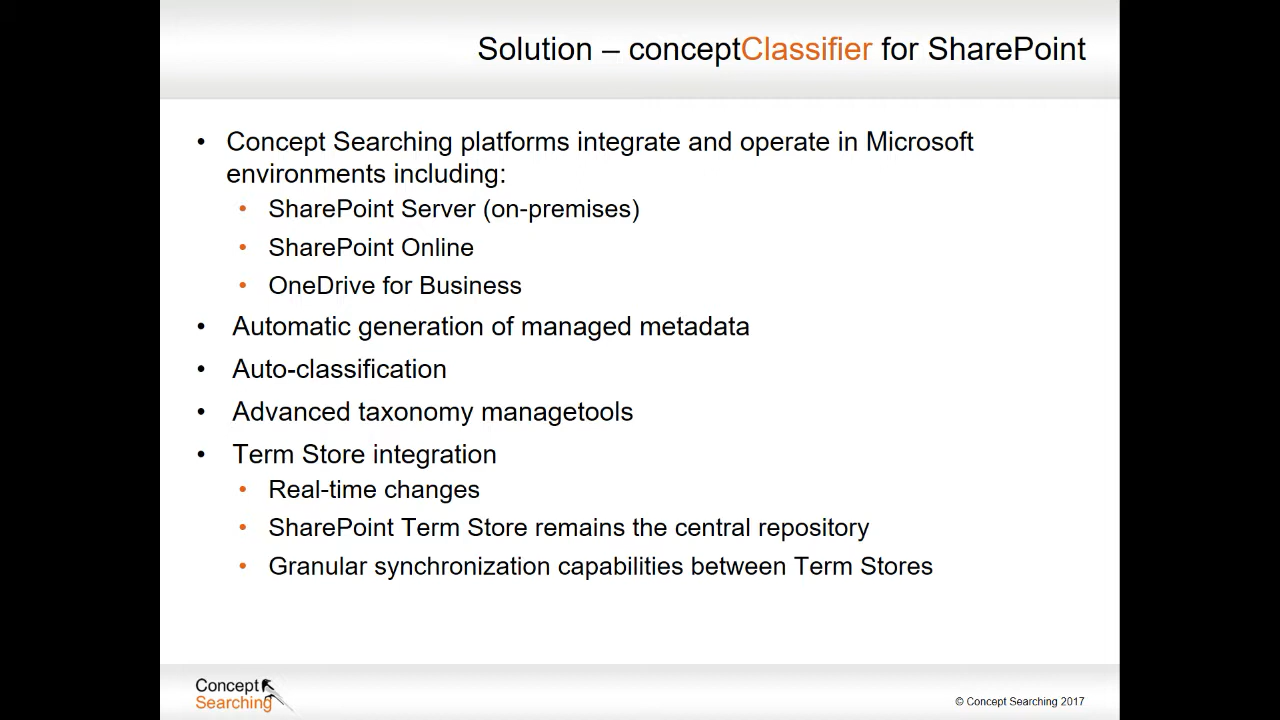 Solution – conceptClassifier for SharePoint
• Concept Searching platforms integrate and operate in Microsoft
environments including:
• SharePoint Server (on-premises)
• SharePoint Online
• OneDrive for Business
• Automatic generation of managed metadata
• Auto-classification
• Advanced taxonomy managetools
• Term Store integration
• Real-time changes
• SharePoint Term Store remains the central repository
• Granular synchronization capabilities between Term Stores
Concept
Searching
© Concept Searching 2017